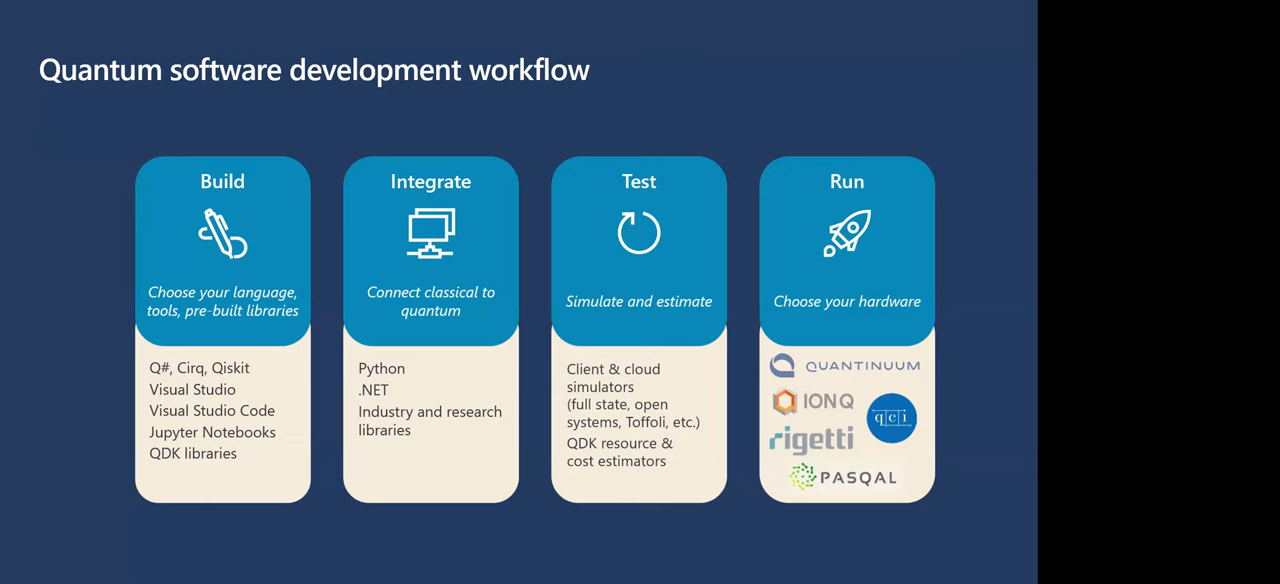 Quantum software development workflow
Build
Choose your language,
tools, pre-built libraries
Q#, Cirq, Qiskit
Visual Studio
Visual Studio Code
Jupyter Notebooks
QDK libraries
Integrate
Connect classical to
quantum
Python
.NET
Industry and research
libraries
Test
Simulate and estimate
Client & cloud
simulators
(full state, open
systems, Toffoli, etc.)
QDK resource &
cost estimators
Run
Choose your hardware
QUANTINUUM
IONQ
qci
rigetti
PASQAL